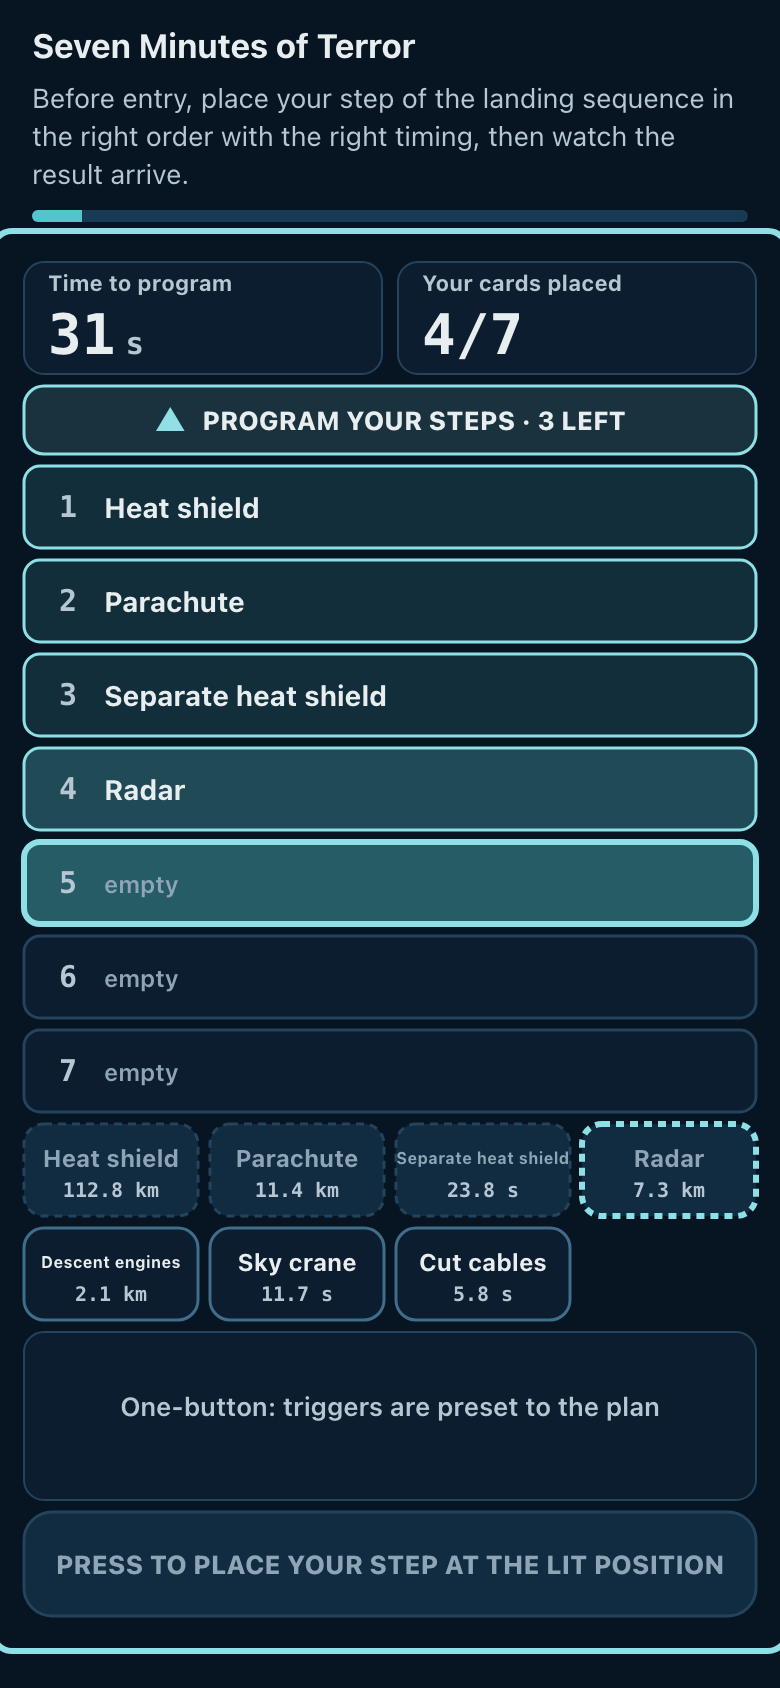 Seven Minutes of Terror
Before entry, place your step of the landing sequence in
the right order with the right timing, then watch the
result arrive.
Time to program
31 s
Your cards placed
4/7
PROGRAM YOUR STEPS · 3 LEFT
1 Heat shield
2 Parachute
3 Separate heat shield
4 Radar
5 empty
6 empty
7 empty
Heat shield
112.8 km
Parachute
11.4 km
Separate heat shield
23.8 s
Radar
7.3 km
Descent engines
2.1 km
Sky crane
11.7 s
Cut cables
5.8 s
One-button: triggers are preset to the plan
PRESS TO PLACE YOUR STEP AT THE LIT POSITION